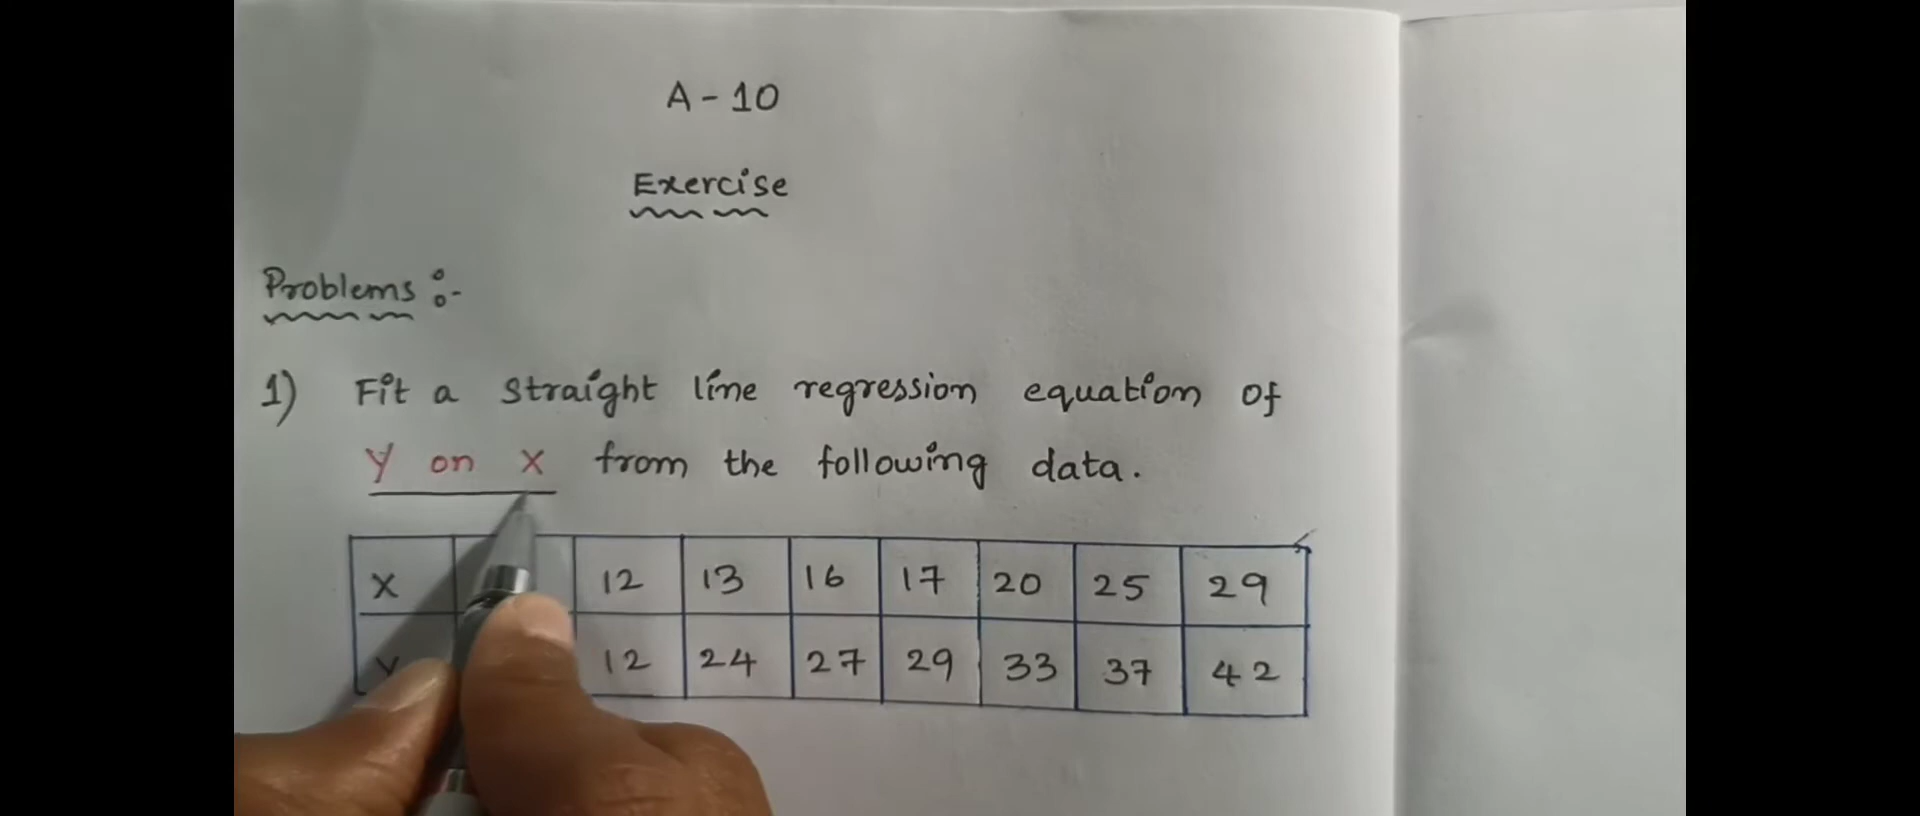 A - 10
Exercise
Problems :-
1) Fit a straight line regression equation of
Y on X from the following data.
X 12 13 16 17 20 25 29
Y 12 24 27 29 33 37 42